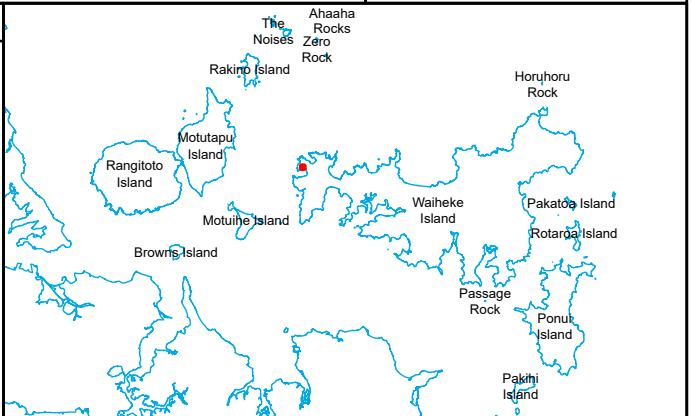 The
Noises
Ahaaha
Rocks
Zero
Rock
Rakino Island
Horuhoru
Rock
Motutapu
Island
Rangitoto
Island
Waiheke
Island
Pakatoa Island
Motuihe Island
Rotaroa Island
Browns Island
Passage
Rock
Ponui
Island
Pakihi
Island